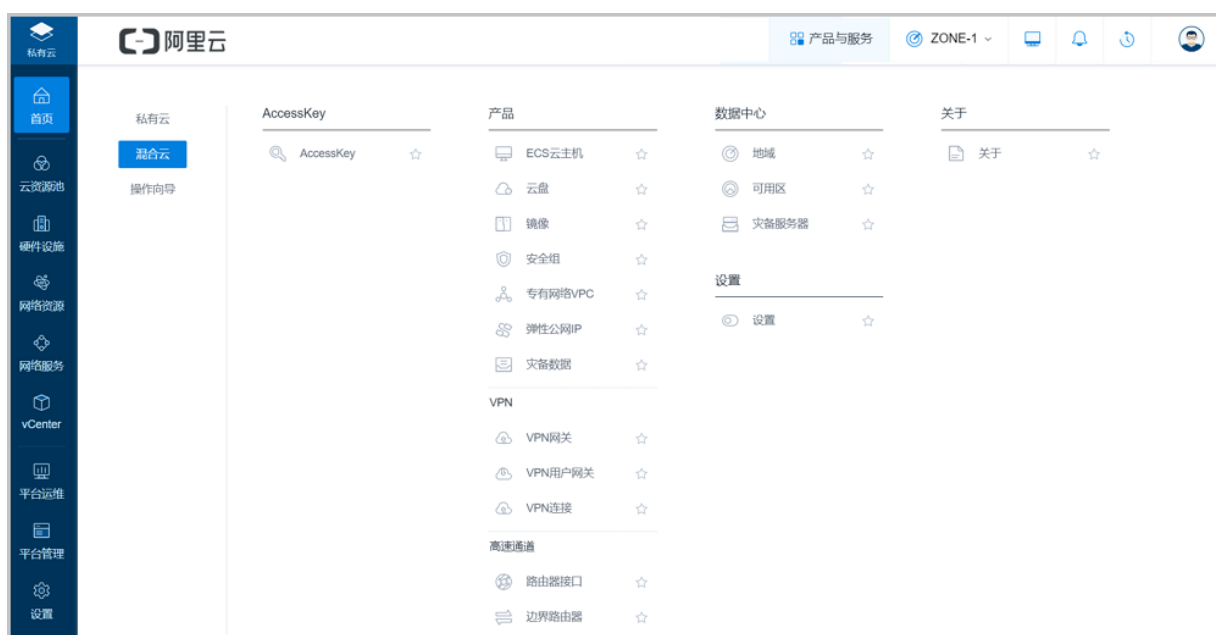 私有云
阿里云
产品与服务
ZONE-1
首页
云资源池
硬件设施
网络资源
网络服务
vCenter
平台运维
平台管理
设置
私有云
混合云
操作向导
AccessKey
AccessKey
产品
ECS云主机
云盘
镜像
安全组
专有网络VPC
弹性公网IP
灾备数据
VPN
VPN网关
VPN用户网关
VPN连接
高速通道
路由器接口
边界路由器
数据中心
地域
可用区
灾备服务器
设置
设置
关于
关于